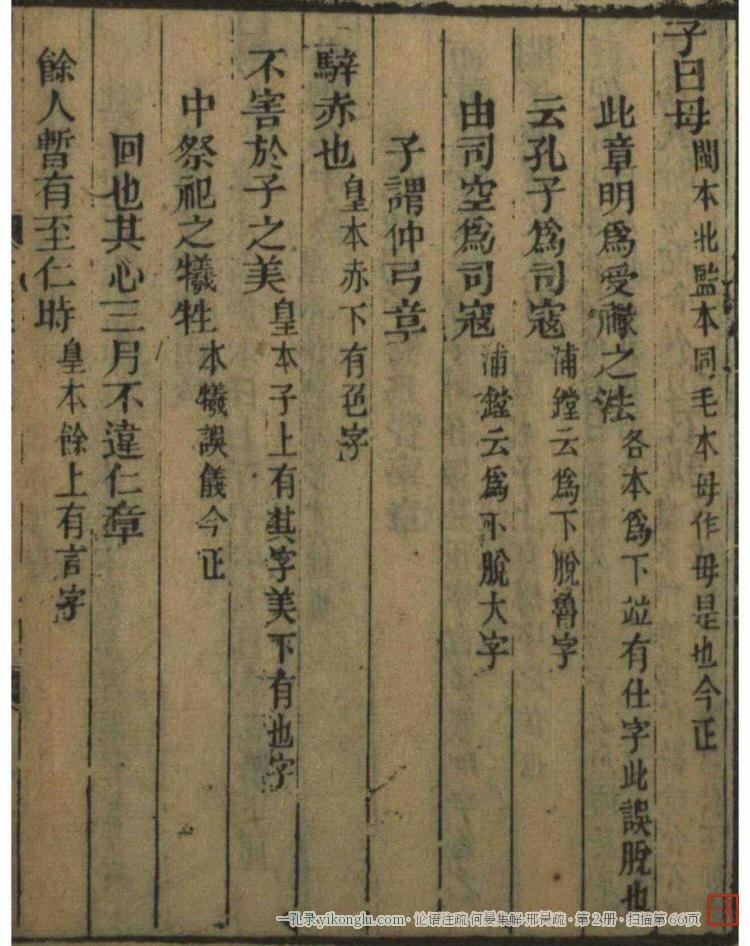 子曰母閩本北監本同毛本母作毋是也今正
此章明爲受祿之法各本爲下竝有仕字此誤脫也
云孔子爲司寇浦鏜云爲下脫魯字
由司空爲司寇浦鏜云爲下脫大字
子謂仲弓章
騂赤也皇本赤下有色字
不害於子之美皇本子上有其字美下有也字
中祭祀之犧牲本犧誤儀今正
回也其心三月不違仁章
餘人暫有至仁時皇本餘上有言字
一孔录yikonglu.com·论语注疏.何晏集解.邢昺疏·第2册·扫描第66页